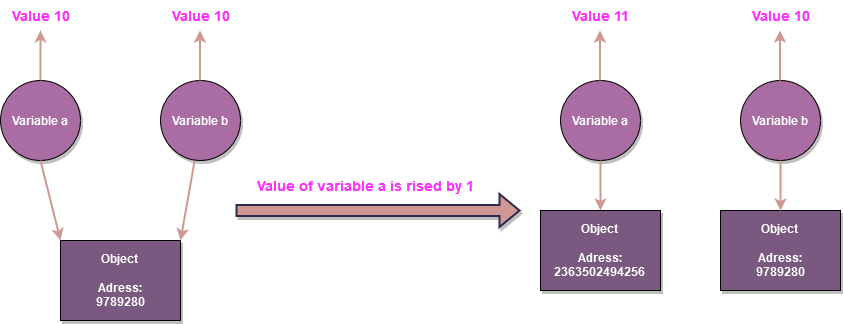 Value 10
Value 10
Variable a
Variable b
Object
Adress:
9789280
Value of variable a is rised by 1
Value 11
Value 10
Variable a
Variable b
Object
Adress:
2363502494256
Object
Adress:
9789280